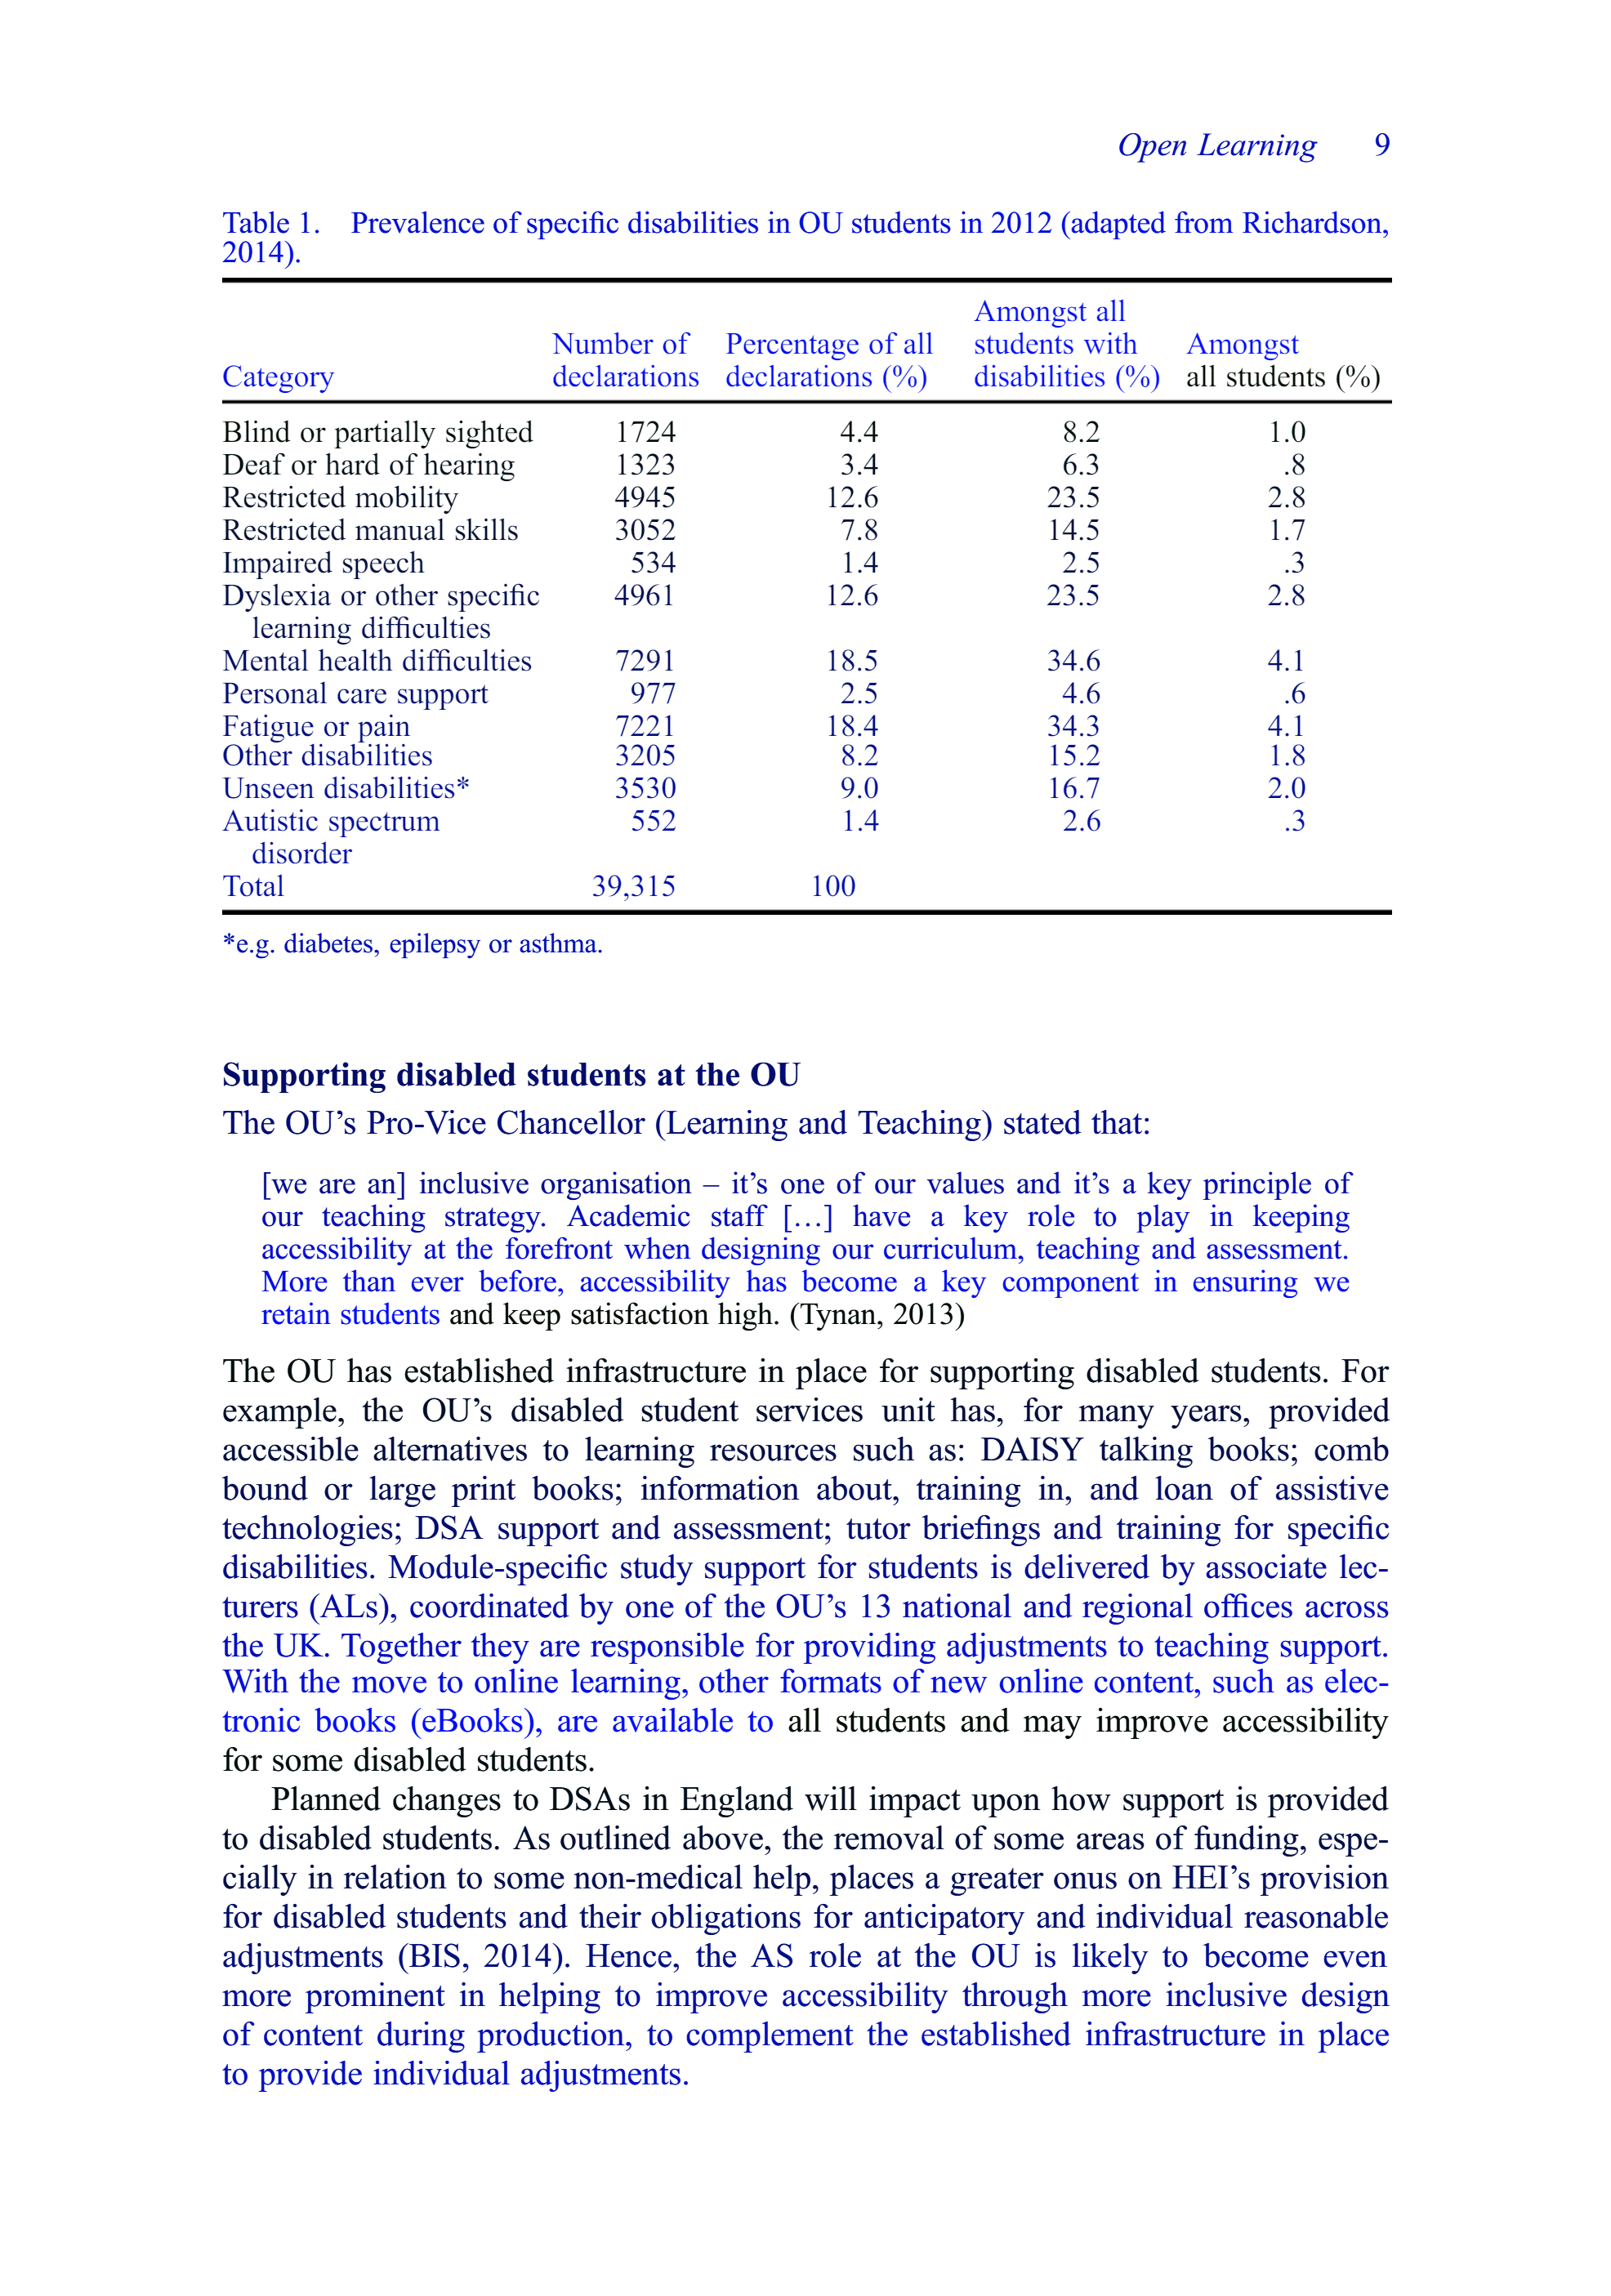 Open Learning 9
Table 1. Prevalence of specific disabilities in OU students in 2012 (adapted from Richardson,
2014).
Category Number of declarations Percentage of all declarations (%) Amongst all students with disabilities (%) Amongst all students (%)
Blind or partially sighted 1724 4.4 8.2 1.0
Deaf or hard of hearing 1323 3.4 6.3 .8
Restricted mobility 4945 12.6 23.5 2.8
Restricted manual skills 3052 7.8 14.5 1.7
Impaired speech 534 1.4 2.5 .3
Dyslexia or other specific 4961 12.6 23.5 2.8
learning difficulties
Mental health difficulties 7291 18.5 34.6 4.1
Personal care support 977 2.5 4.6 .6
Fatigue or pain 7221 18.4 34.3 4.1
Other disabilities 3205 8.2 15.2 1.8
Unseen disabilities* 3530 9.0 16.7 2.0
Autistic spectrum 552 1.4 2.6 .3
disorder
Total 39,315 100
*e.g. diabetes, epilepsy or asthma.
Supporting disabled students at the OU
The OU's Pro-Vice Chancellor (Learning and Teaching) stated that:
[we are an] inclusive organisation – it's one of our values and it's a key principle of
our teaching strategy. Academic staff […] have a key role to play in keeping
accessibility at the forefront when designing our curriculum, teaching and assessment.
More than ever before, accessibility has become a key component in ensuring we
retain students and keep satisfaction high. (Tynan, 2013)
The OU has established infrastructure in place for supporting disabled students. For
example, the OU's disabled student services unit has, for many years, provided
accessible alternatives to learning resources such as: DAISY talking books; comb
bound or large print books; information about, training in, and loan of assistive
technologies; DSA support and assessment; tutor briefings and training for specific
disabilities. Module-specific study support for students is delivered by associate lec-
turers (ALs), coordinated by one of the OU's 13 national and regional offices across
the UK. Together they are responsible for providing adjustments to teaching support.
With the move to online learning, other formats of new online content, such as elec-
tronic books (eBooks), are available to all students and may improve accessibility
for some disabled students.
Planned changes to DSAs in England will impact upon how support is provided
to disabled students. As outlined above, the removal of some areas of funding, espe-
cially in relation to some non-medical help, places a greater onus on HEI's provision
for disabled students and their obligations for anticipatory and individual reasonable
adjustments (BIS, 2014). Hence, the AS role at the OU is likely to become even
more prominent in helping to improve accessibility through more inclusive design
of content during production, to complement the established infrastructure in place
to provide individual adjustments.